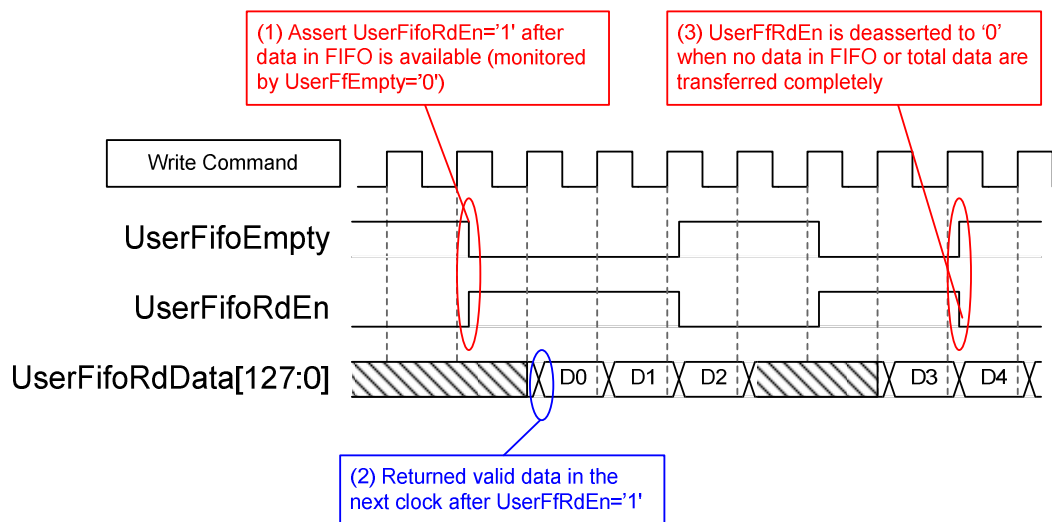 (1) Assert UserFifoRdEn='1' after
data in FIFO is available (monitored
by UserFfEmpty='0')
(3) UserFfRdEn is deasserted to ‘0’
when no data in FIFO or total data are
transferred completely
Write Command
UserFifoEmpty
UserFifoRdEn
UserFifoRdData[127:0]
D0 D1 D2 D3 D4
(2) Returned valid data in the
next clock after UserFfRdEn=’1'